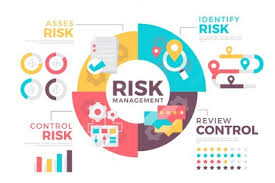 ASSES
RISK
IDENTIFY
RISK
RISK
MANAGEMENT
CONTROL
RISK
REVIEW
CONTROL